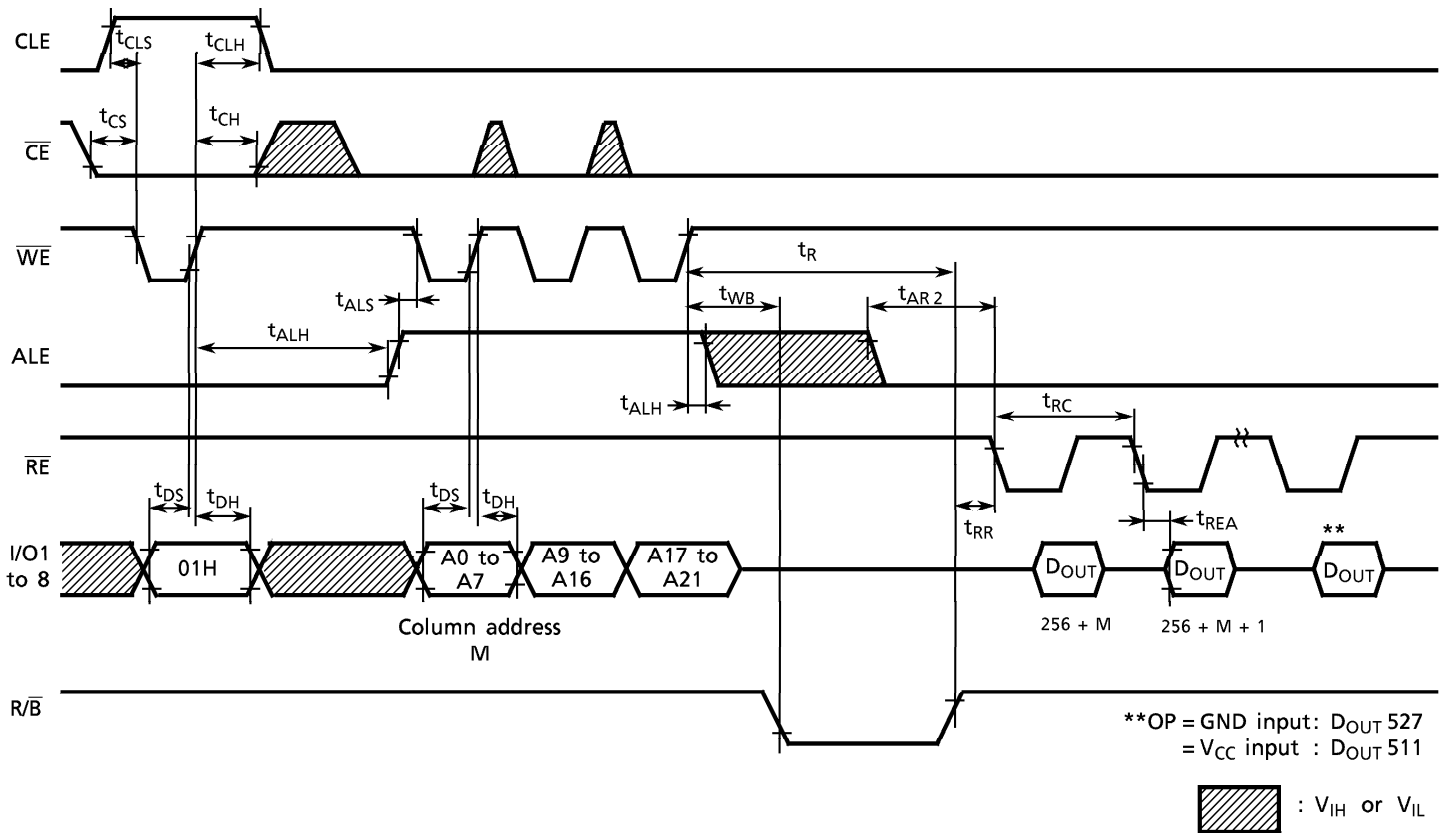 CLE
tCLS
tCLH
CE
tCS
tCH
WE
tALS
tALH
tR
tWB
tAR 2
ALE
tALH
tRC
RE
tDS
tDH
tDS
tDH
tRR
tREA
I/O1
to 8
01H
A0 to
A7
A9 to
A16
A17 to
A21
DOUT
DOUT
**
DOUT
Column address
M
256 + M
256 + M + 1
R/B
**OP = GND input : DOUT 527
= VCC input : DOUT 511
: VIH or VIL